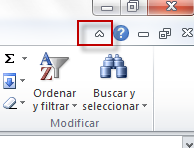 Σ
A
Z
Ordenar
y filtrar
Buscar y
seleccionar
Modificar